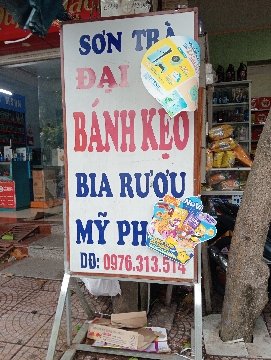 SƠN TRÀ
ĐẠI
BÁNH KẸO
BIA RƯỢU
MỸ PH
DĐ: 0976.313.514